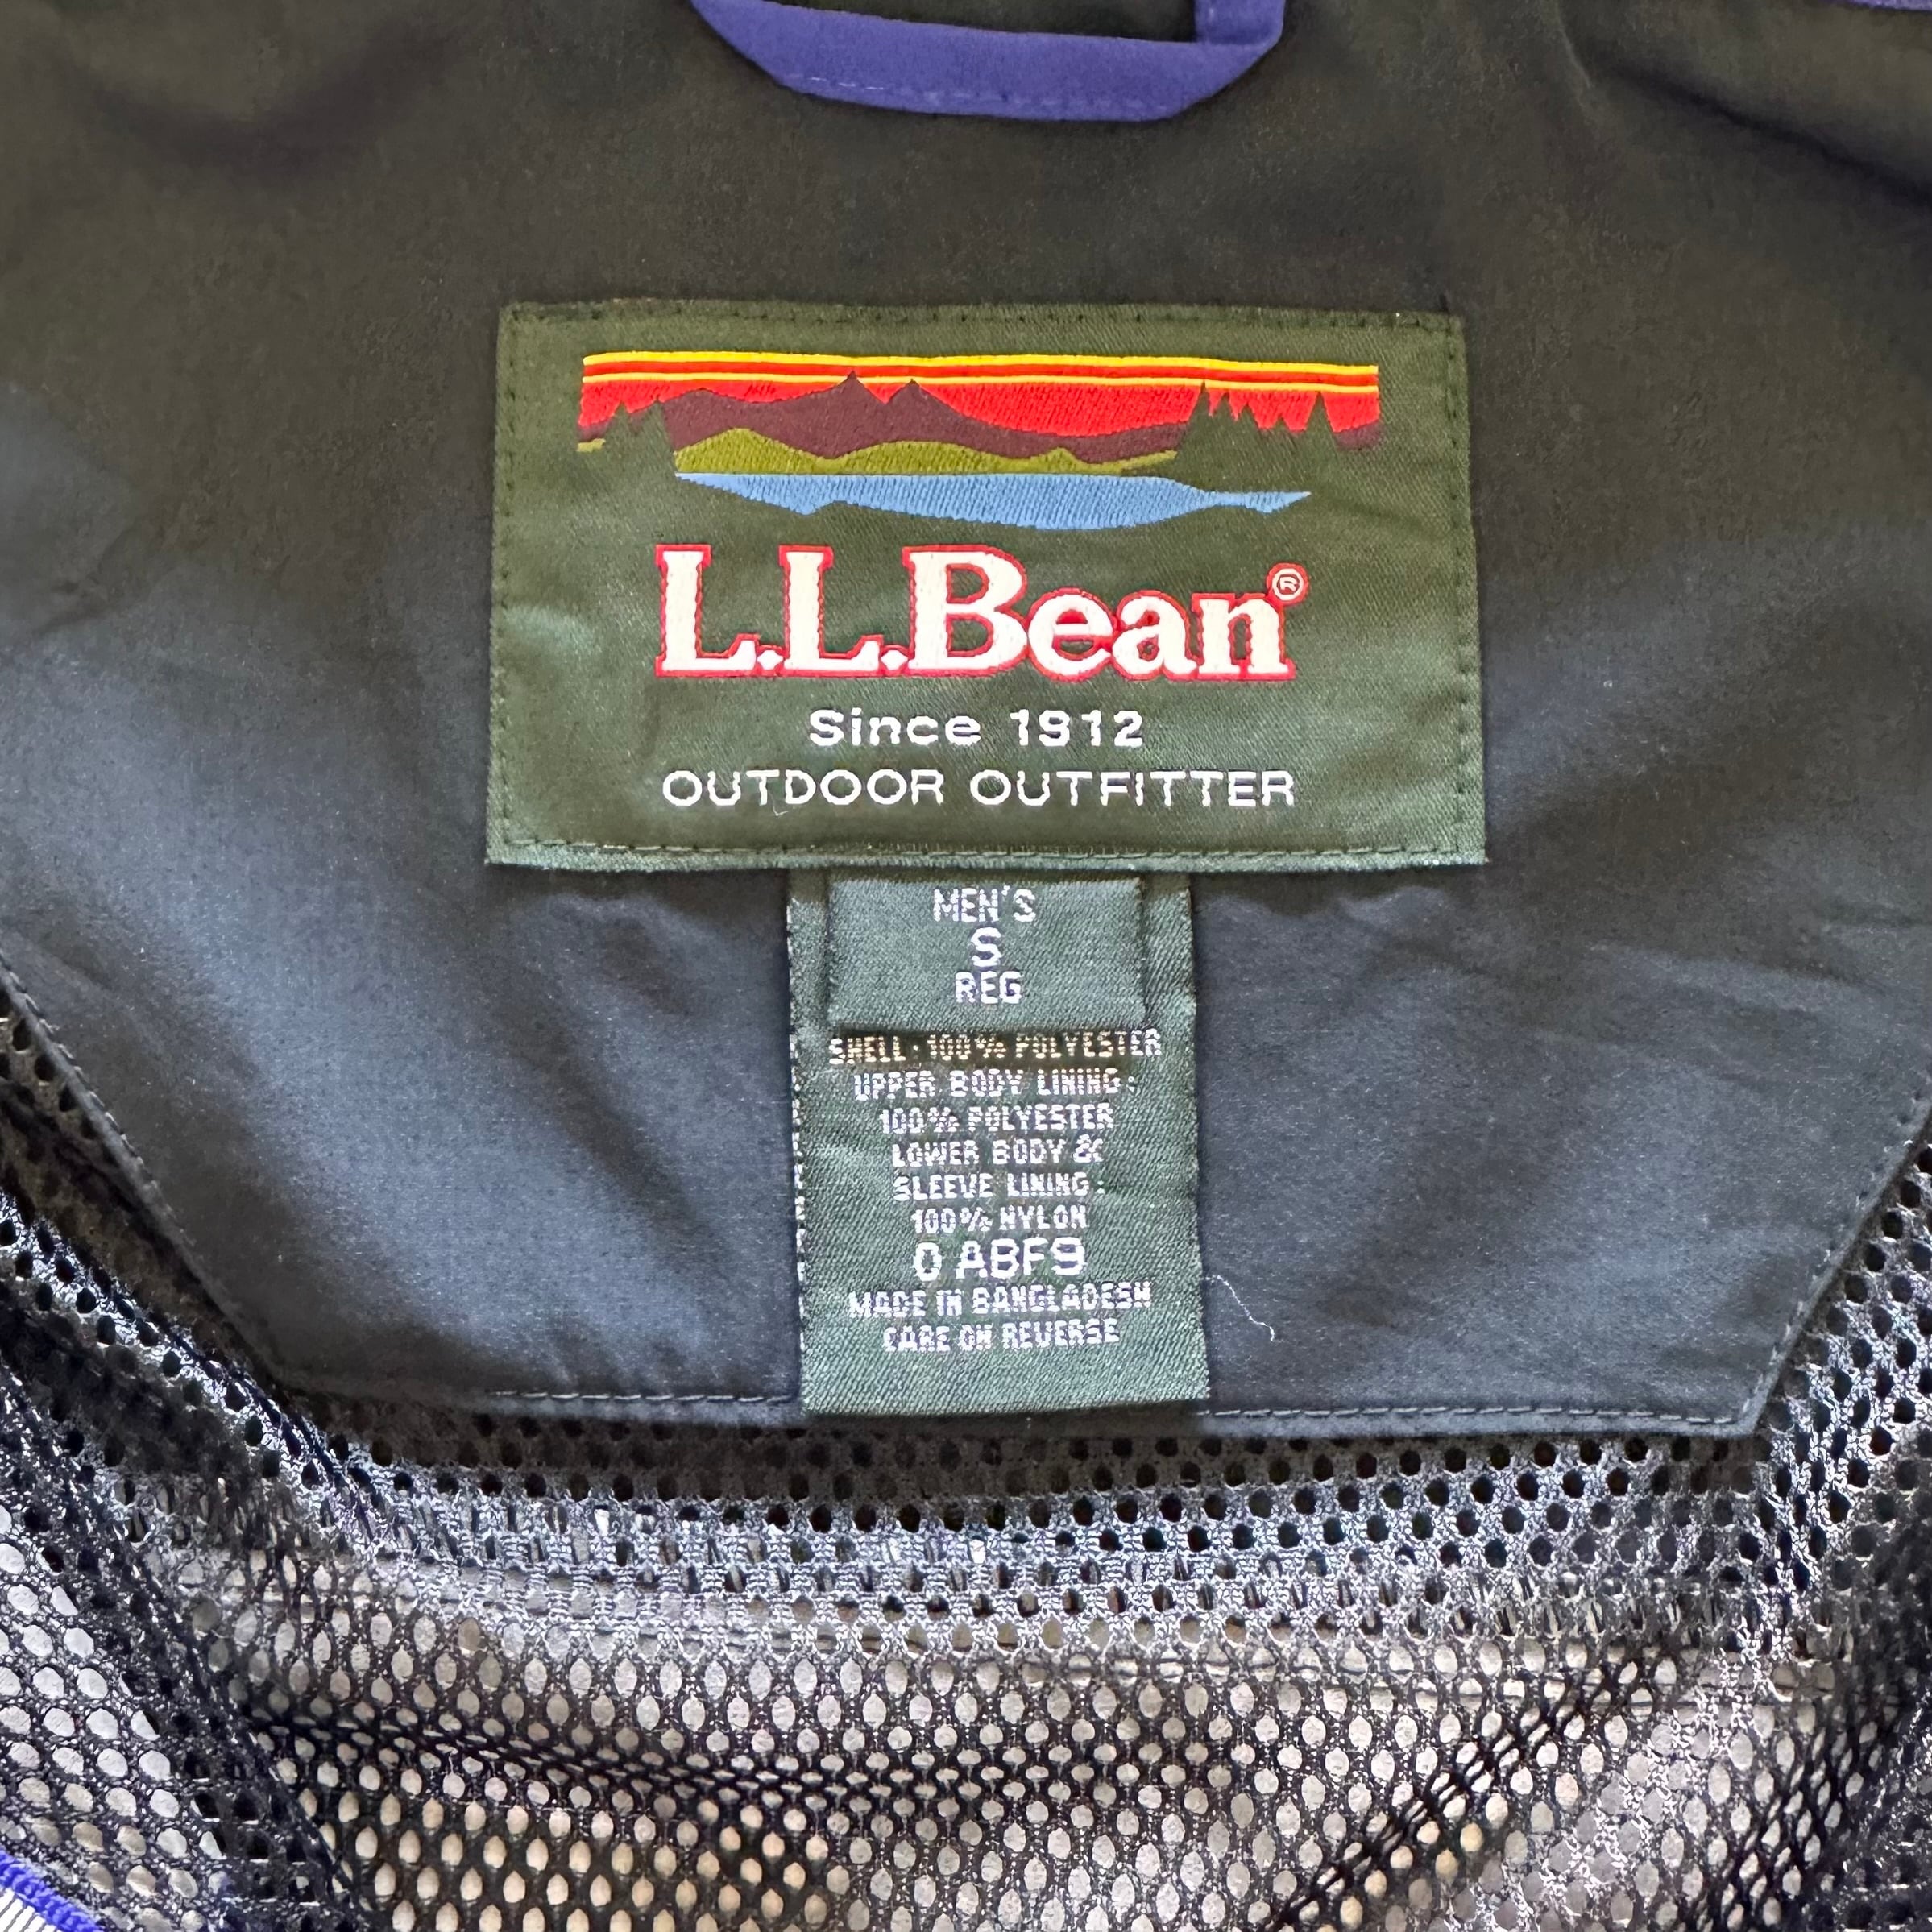 L.L.Bean®
Since 1912
OUTDOOR OUTFITTER
MEN'S
S
REG
SHELL: 100% POLYESTER
UPPER BODY LINING:
100% POLYESTER
LOWER BODY &
SLEEVE LINING:
100% NYLON
0 ABF9
MADE IN BANGLADESH
CARE ON REVERSE